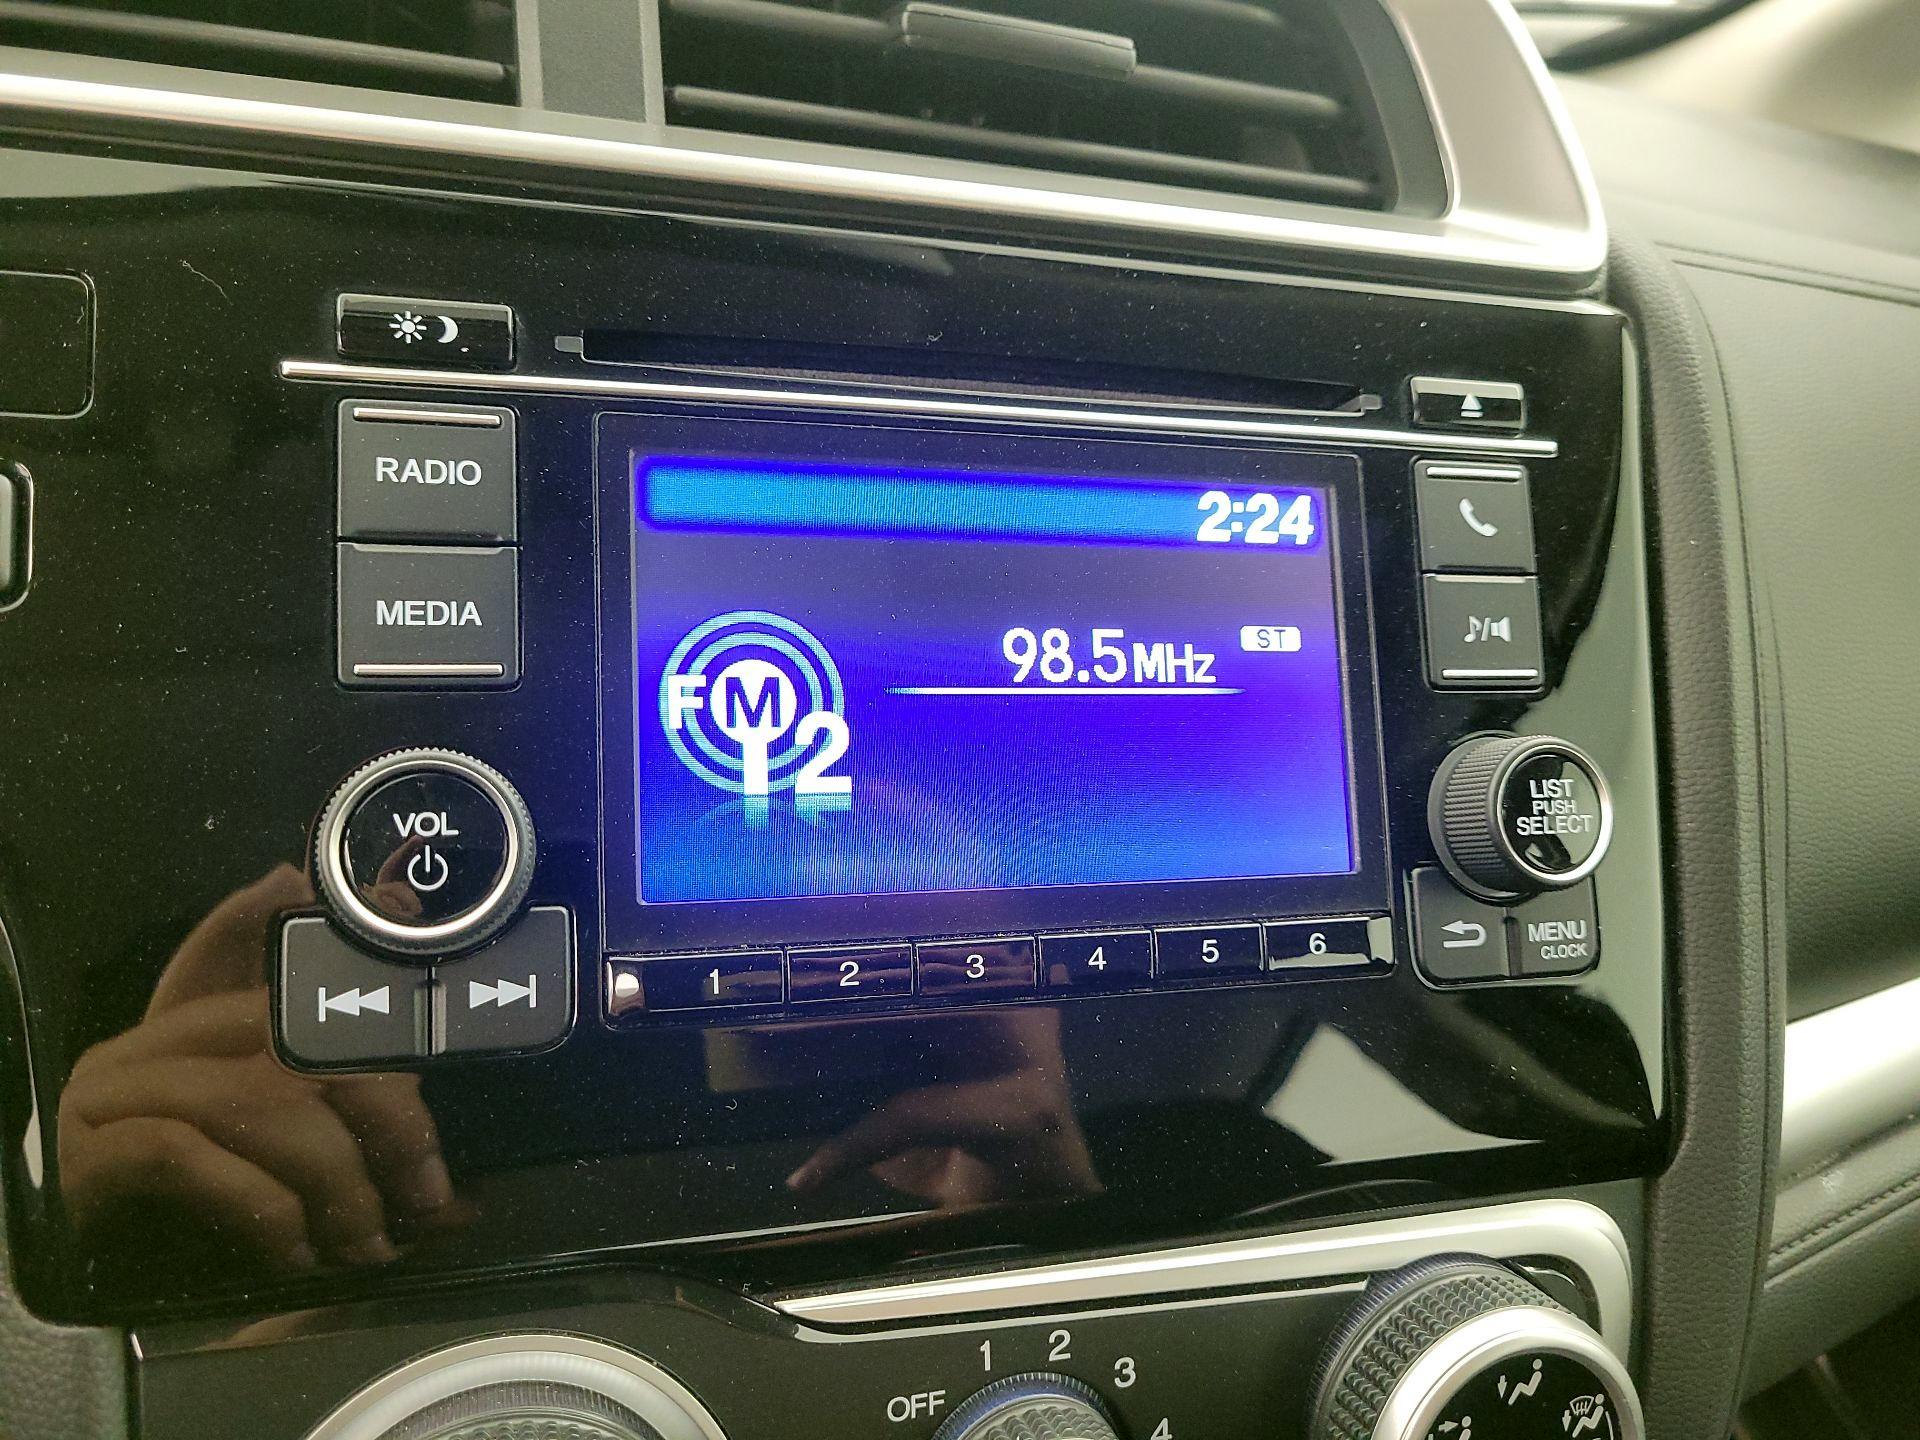 RADIO
MEDIA
VOL
2:24
98.5MHz
ST
FM
2
LIST
PUSH
SELECT
MENU
CLOCK
1 2 3 4 5 6
OFF 1 2 3 4